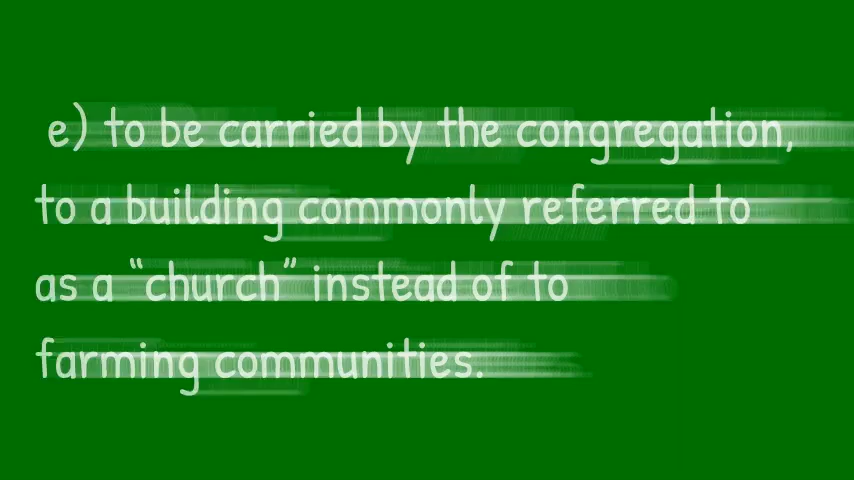 e) to be carried by the congregation,
to a building commonly referred to
as a “church” instead of to
farming communities.